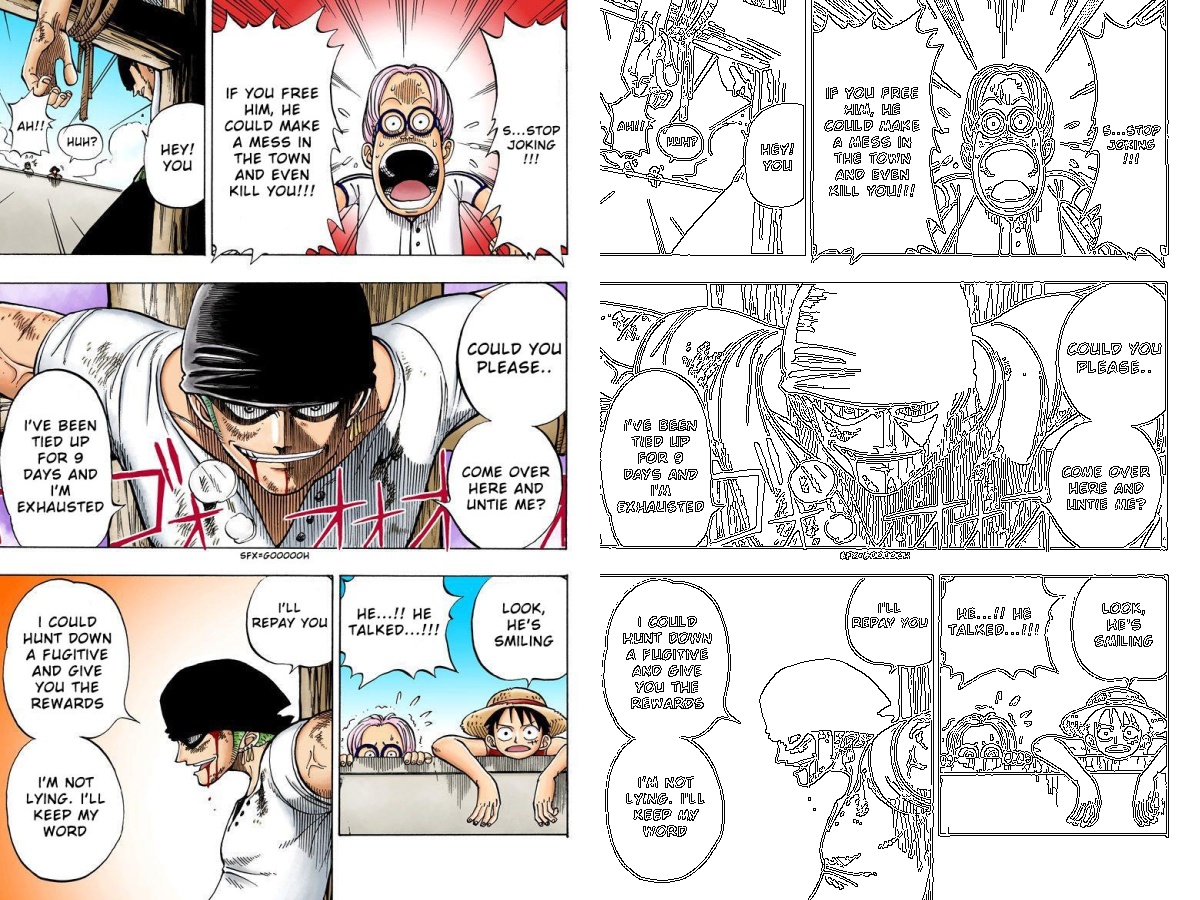 AH!!
HUH?
HEY!
YOU
IF YOU FREE
HIM, HE
COULD MAKE
A MESS IN
THE TOWN
AND EVEN
KILL YOU!!!
S...STOP
JOKING
!!!
COULD YOU
PLEASE..
I'VE BEEN
TIED UP
FOR 9
DAYS AND
I'M
EXHAUSTED
COME OVER
HERE AND
UNTIE ME?
ゴオオオオ
SFX=GOOOOOH
I COULD
HUNT DOWN
A FUGITIVE
AND GIVE
YOU THE
REWARDS
I'LL
REPAY YOU
I'M NOT
LYING. I'LL
KEEP MY
WORD
HE...!! HE
TALKED...!!!
LOOK,
HE'S
SMILING
AH!!
HUH?
HEY!
YOU
IF YOU FREE
HIM, HE
COULD MAKE
A MESS IN
THE TOWN
AND EVEN
KILL YOU!!!
S...STOP
JOKING
!!!
COULD YOU
PLEASE..
I'VE BEEN
TIED UP
FOR 9
DAYS AND
I'M
EXHAUSTED
COME OVER
HERE AND
UNTIE ME?
SFX=GOOOOOH
I COULD
HUNT DOWN
A FUGITIVE
AND GIVE
YOU THE
REWARDS
I'LL
REPAY YOU
I'M NOT
LYING. I'LL
KEEP MY
WORD
HE...!! HE
TALKED...!!!
LOOK,
HE'S
SMILING